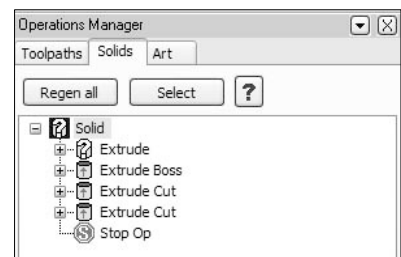 Operations Manager
Toolpaths Solids Art
Regen all Select ?
Solid
Extrude
Extrude Boss
Extrude Cut
Extrude Cut
Stop Op